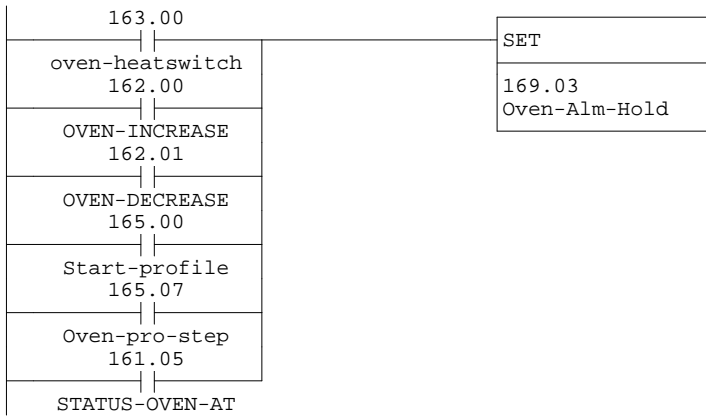 163.00
SET
oven-heatswitch
162.00
169.03
Oven-Alm-Hold
OVEN-INCREASE
162.01
OVEN-DECREASE
165.00
Start-profile
165.07
Oven-pro-step
161.05
STATUS-OVEN-AT